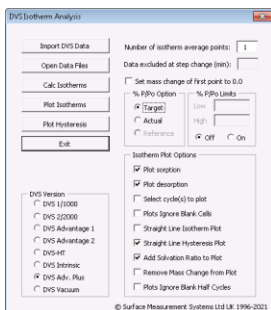 DVS Isotherm Analysis
Import DVS Data
Open Data Files
Calc Isotherms
Plot Isotherms
Plot Hysteresis
Exit
DVS Version
DVS 1/1000
DVS 2/2000
DVS Advantage 1
DVS Advantage 2
DVS-HT
DVS Intrinsic
DVS Adv. Plus
DVS Vacuum
Number of isotherm average points: 1
Data excluded at step change (min):
Set mass change of first point to 0.0
% P/Po Option
Target
Actual
Reference
% P/Po Limits
Low
High
Off On
Isotherm Plot Options
Plot sorption
Plot desorption
Select cycle(s) to plot
Plots Ignore Blank Cells
Straight Line Isotherm Plot
Straight Line Hysteresis Plot
Add Solvation Ratio to Plot
Remove Mass Change from Plot
Plots Ignore Blank Half Cycles
© Surface Measurement Systems Ltd UK 1996-2021